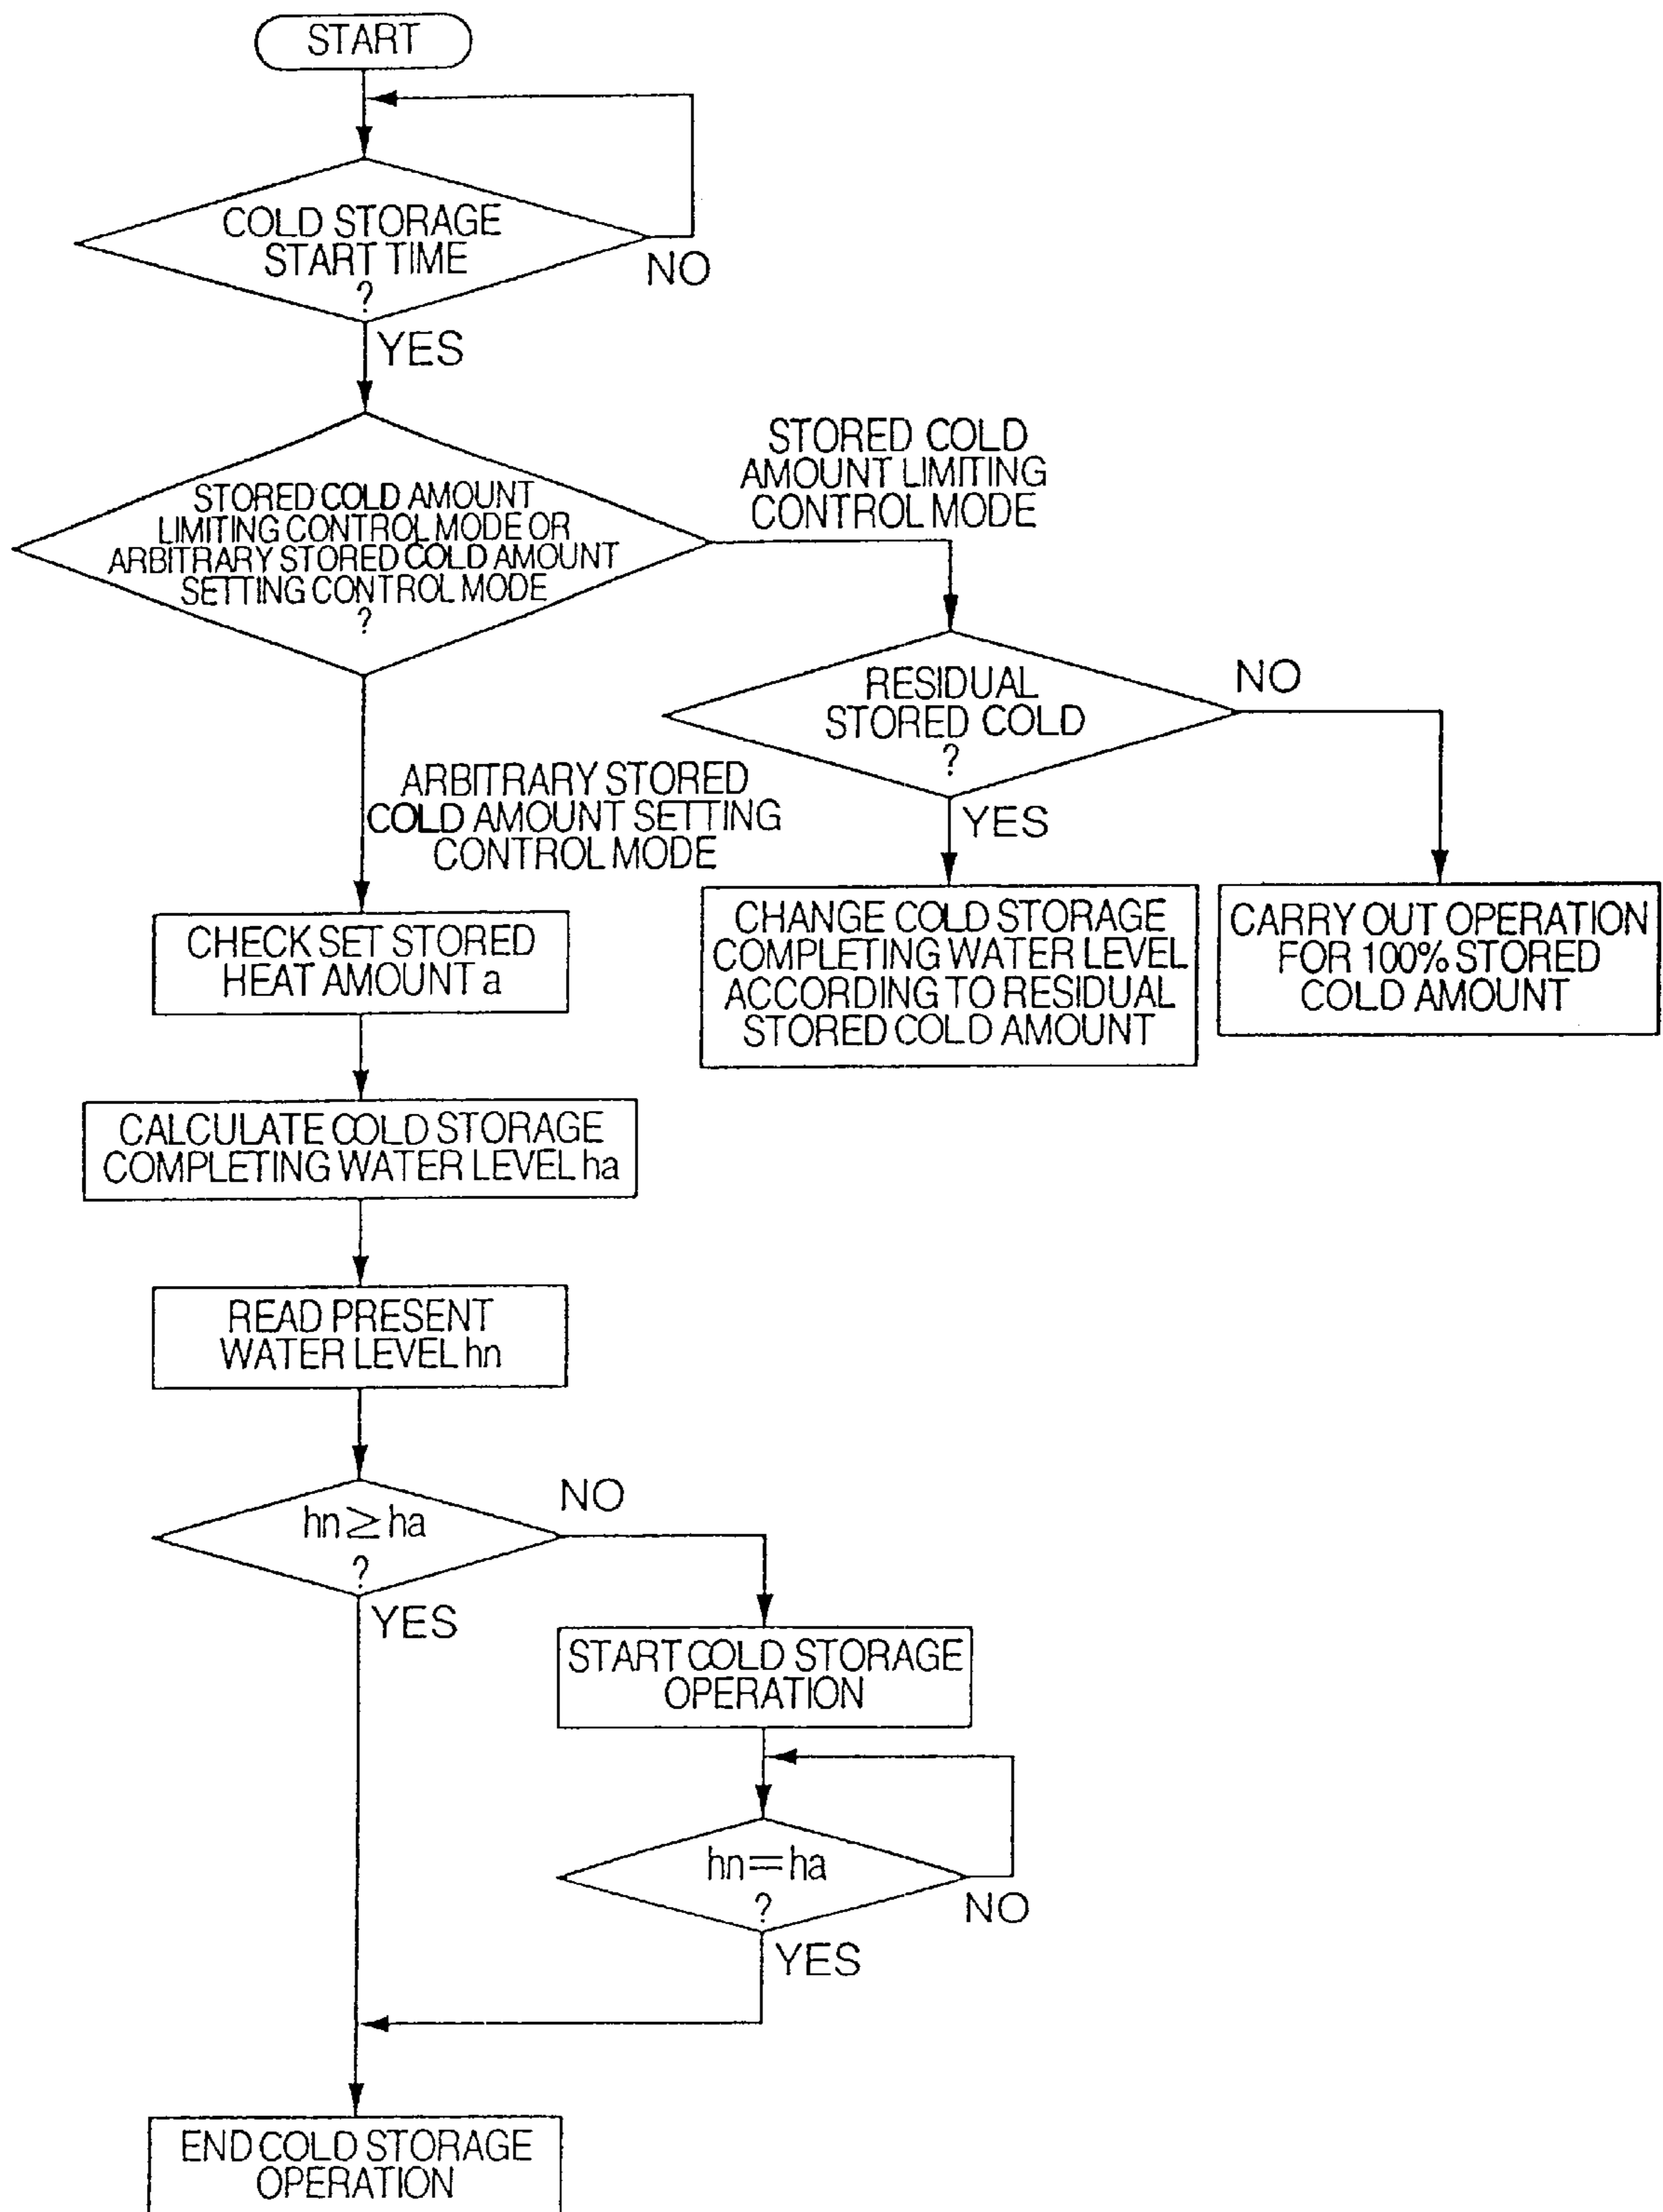 START
COLD STORAGE
START TIME
?
NO
YES
STORED COLD
AMOUNT LIMITING
CONTROL MODE
STORED COLD AMOUNT
LIMITING CONTROL MODE OR
ARBITRARY STORED COLD AMOUNT
SETTING CONTROL MODE
?
RESIDUAL
STORED COLD
?
NO
YES
ARBITRARY STORED
COLD AMOUNT SETTING
CONTROL MODE
CHECK SET STORED
HEAT AMOUNT a
CHANGE COLD STORAGE
COMPLETING WATER LEVEL
ACCORDING TO RESIDUAL
STORED COLD AMOUNT
CARRY OUT OPERATION
FOR 100% STORED
COLD AMOUNT
CALCULATE COLD STORAGE
COMPLETING WATER LEVEL ha
READ PRESENT
WATER LEVEL hn
hn≥ha
?
NO
YES
START COLD STORAGE
OPERATION
hn=ha
?
NO
YES
END COLD STORAGE
OPERATION